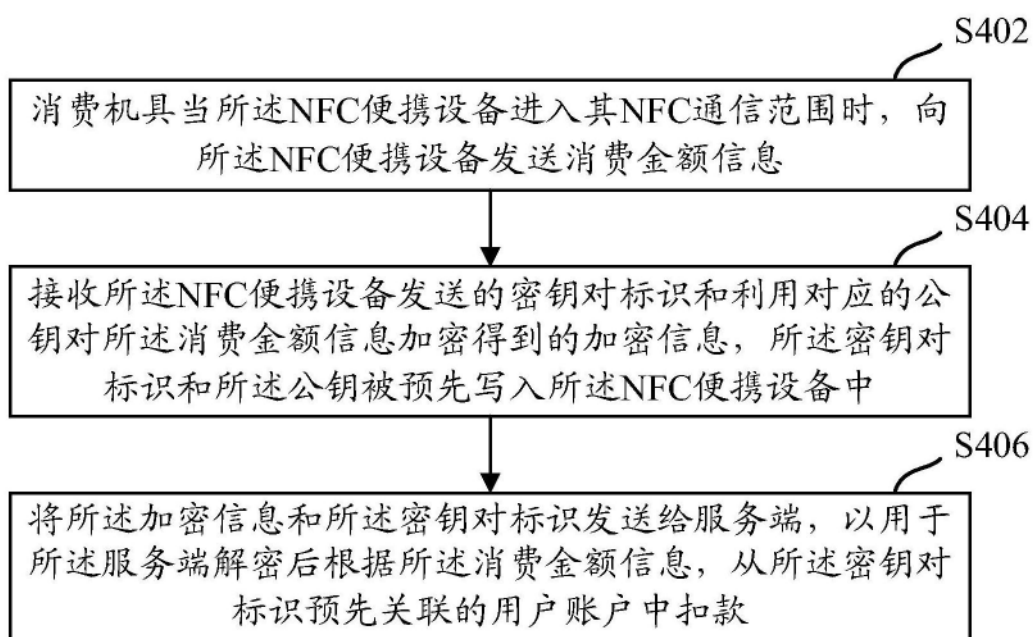 S402
消费机具当所述NFC便携设备进入其NFC通信范围时，向
所述NFC便携设备发送消费金额信息
S404
接收所述NFC便携设备发送的密钥对标识和利用对应的公
钥对所述消费金额信息加密得到的加密信息，所述密钥对
标识和所述公钥被预先写入所述NFC便携设备中
S406
将所述加密信息和所述密钥对标识发送给服务端，以用于
所述服务端解密后根据所述消费金额信息，从所述密钥对
标识预先关联的用户账户中扣款